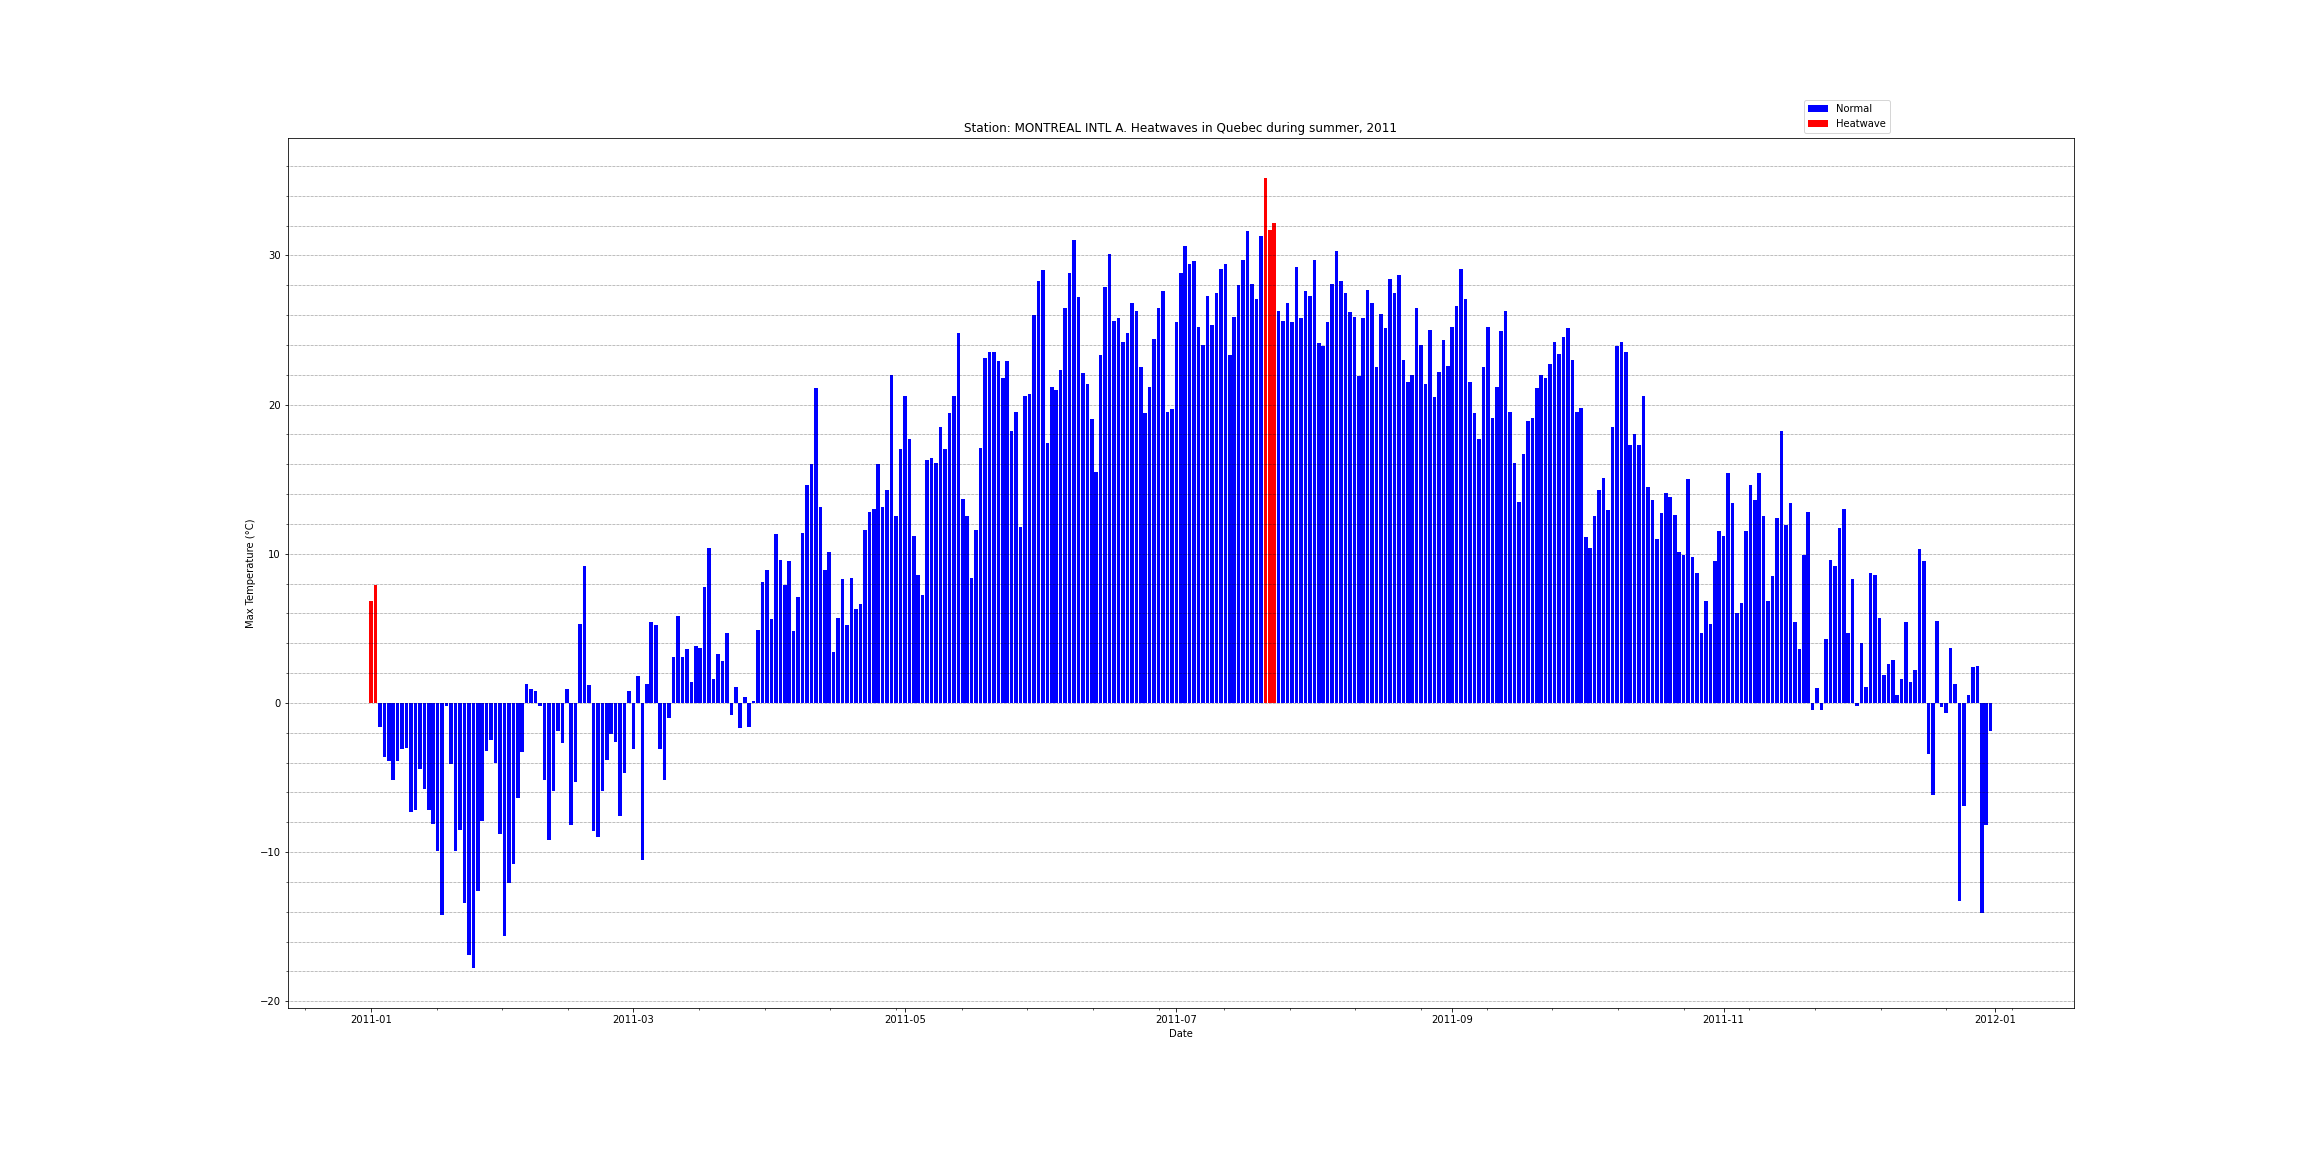 Normal
Heatwave
Station: MONTREAL INTL A. Heatwaves in Quebec during summer, 2011
Max Temperature (°C)
30
20
10
0
−10
−20
2011-01
2011-03
2011-05
2011-07
2011-09
2011-11
2012-01
Date